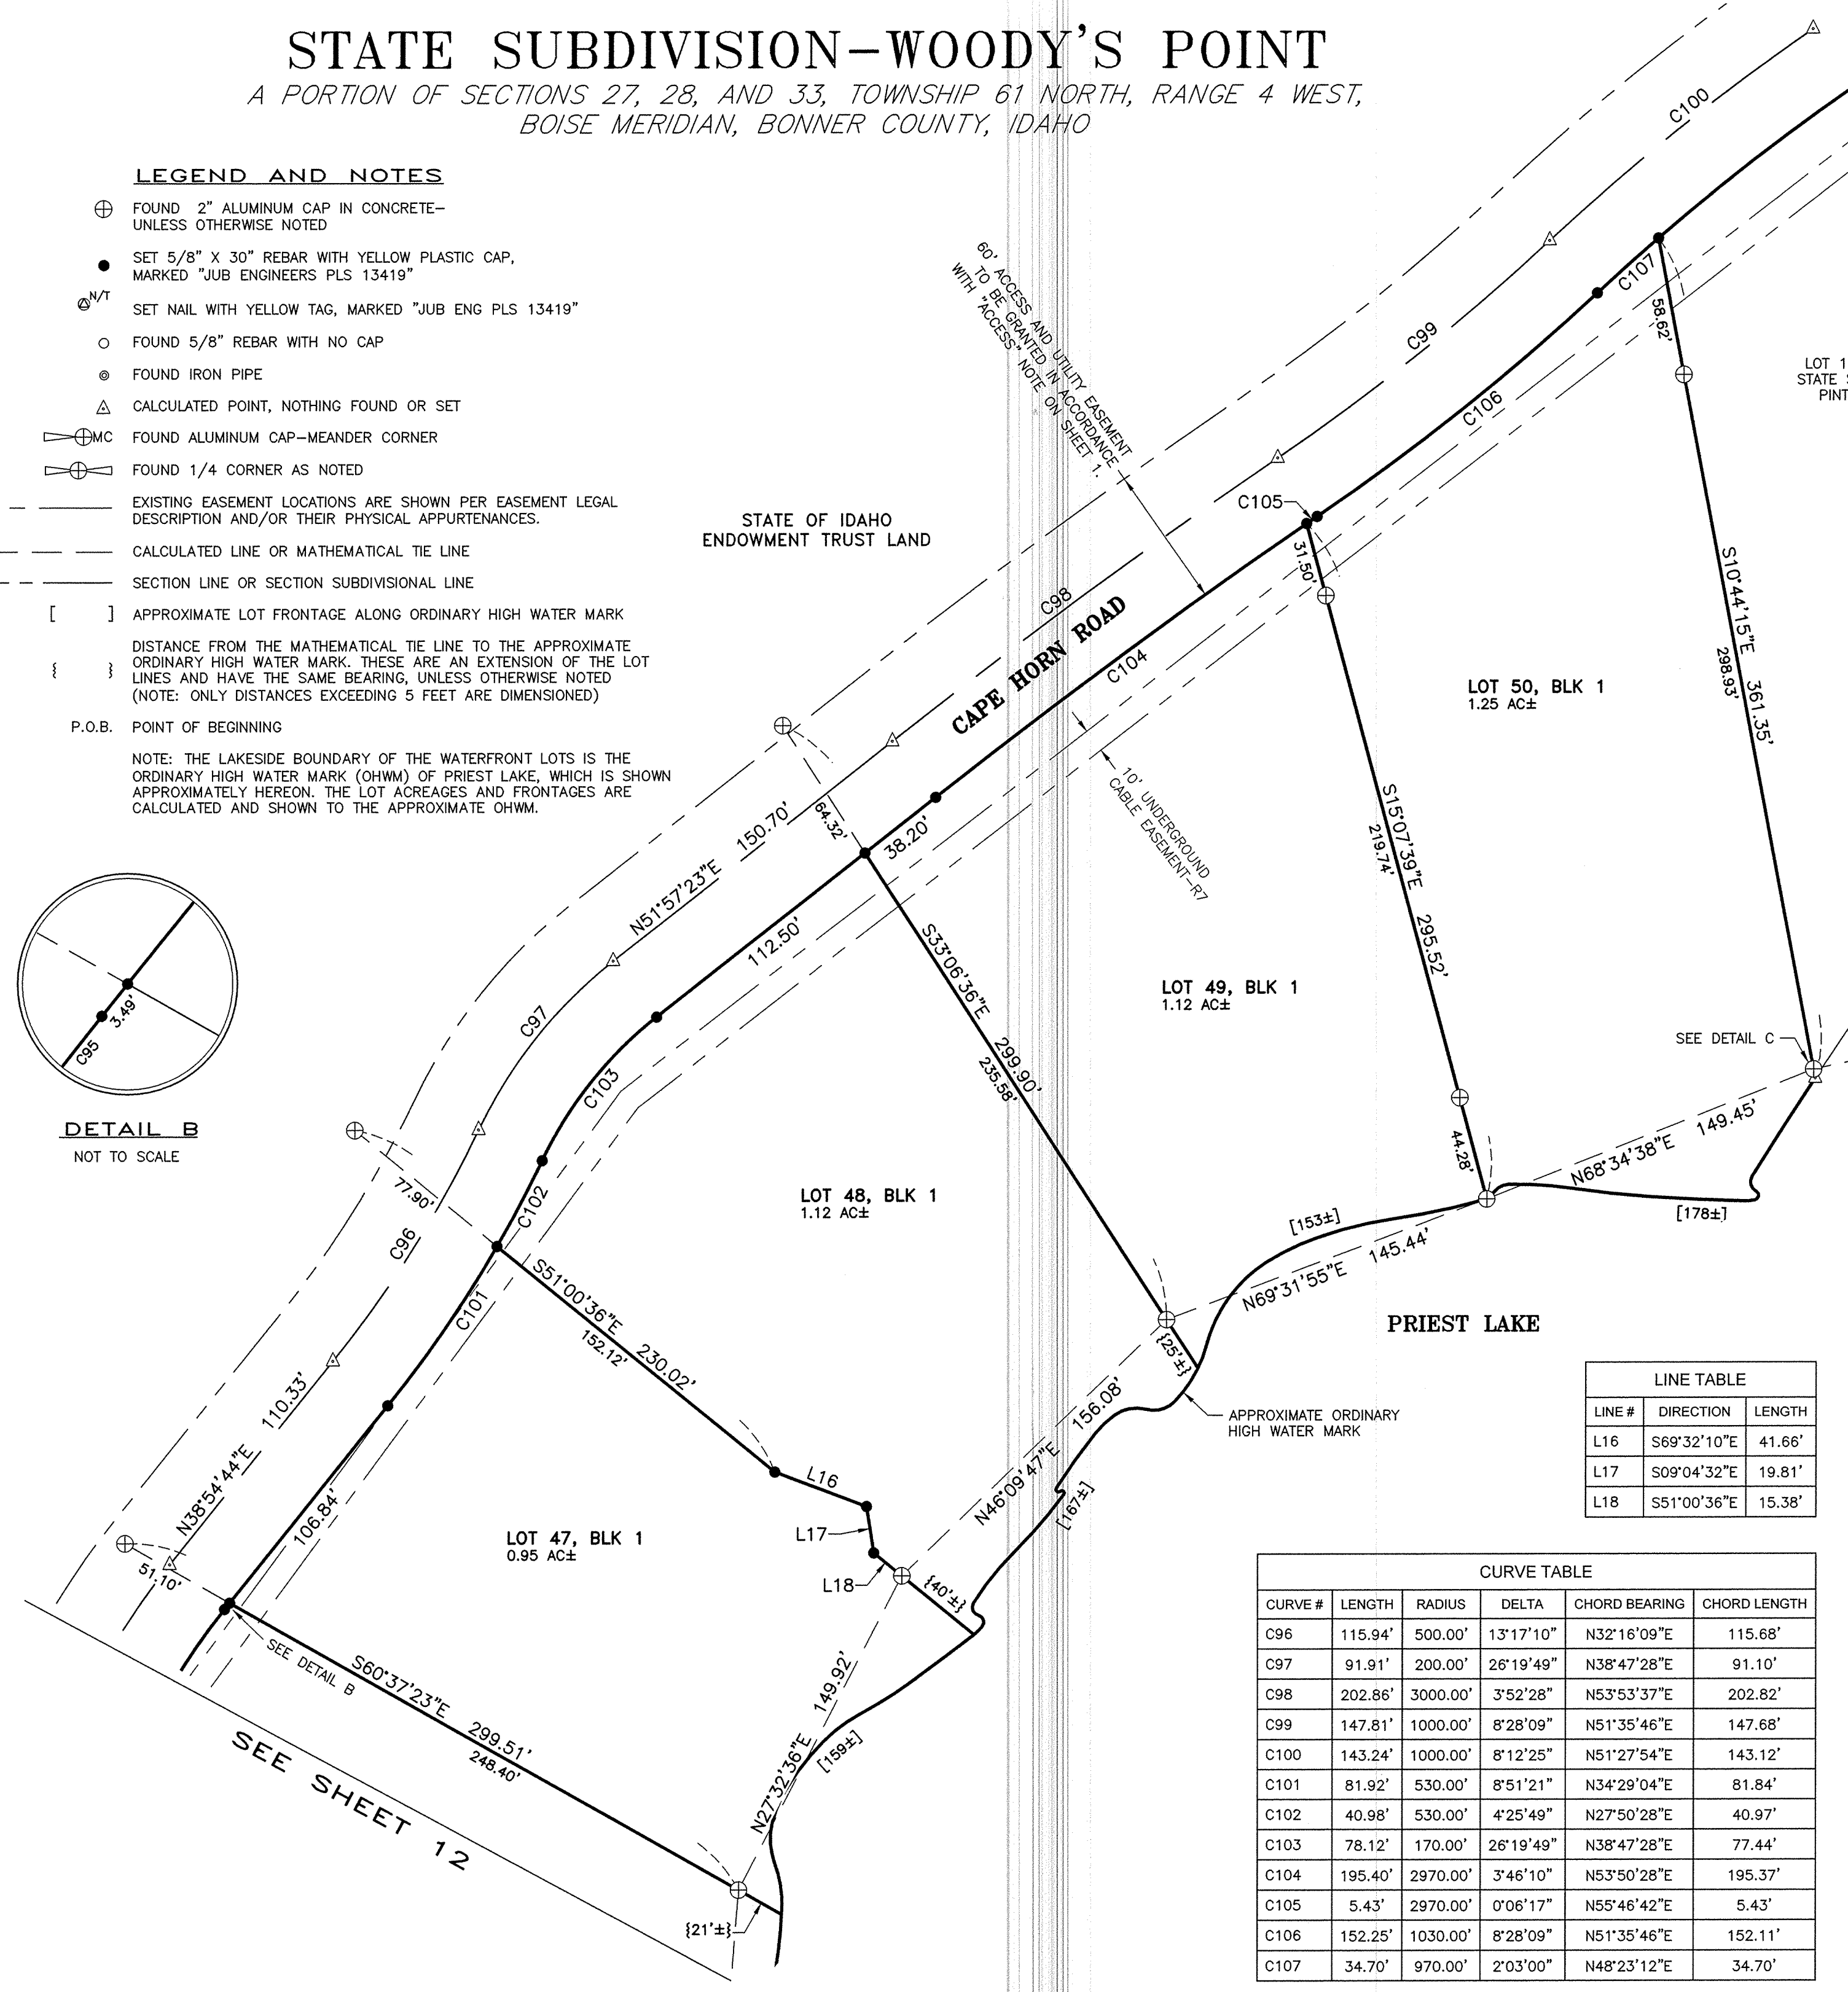 STATE SUBDIVISION-WOODY'S POINT
A PORTION OF SECTIONS 27, 28, AND 33, TOWNSHIP 61 NORTH, RANGE 4 WEST,
BOISE MERIDIAN, BONNER COUNTY, IDAHO
LEGEND AND NOTES
FOUND 2" ALUMINUM CAP IN CONCRETE-
UNLESS OTHERWISE NOTED
SET 5/8" X 30" REBAR WITH YELLOW PLASTIC CAP,
MARKED "JUB ENGINEERS PLS 13419"
N/T
SET NAIL WITH YELLOW TAG, MARKED "JUB ENG PLS 13419"
FOUND 5/8" REBAR WITH NO CAP
FOUND IRON PIPE
CALCULATED POINT, NOTHING FOUND OR SET
MC FOUND ALUMINUM CAP-MEANDER CORNER
FOUND 1/4 CORNER AS NOTED
EXISTING EASEMENT LOCATIONS ARE SHOWN PER EASEMENT LEGAL
DESCRIPTION AND/OR THEIR PHYSICAL APPURTENANCES.
CALCULATED LINE OR MATHEMATICAL TIE LINE
SECTION LINE OR SECTION SUBDIVISIONAL LINE
[ ] APPROXIMATE LOT FRONTAGE ALONG ORDINARY HIGH WATER MARK
DISTANCE FROM THE MATHEMATICAL TIE LINE TO THE APPROXIMATE
ORDINARY HIGH WATER MARK. THESE ARE AN EXTENSION OF THE LOT
{ } LINES AND HAVE THE SAME BEARING, UNLESS OTHERWISE NOTED
(NOTE: ONLY DISTANCES EXCEEDING 5 FEET ARE DIMENSIONED)
P.O.B. POINT OF BEGINNING
NOTE: THE LAKESIDE BOUNDARY OF THE WATERFRONT LOTS IS THE
ORDINARY HIGH WATER MARK (OHWM) OF PRIEST LAKE, WHICH IS SHOWN
APPROXIMATELY HEREON. THE LOT ACREAGES AND FRONTAGES ARE
CALCULATED AND SHOWN TO THE APPROXIMATE OHWM.
3.49'
C95
DETAIL B
NOT TO SCALE
60' ACCESS AND UTILITY EASEMENT
TO BE GRANTED IN ACCORDANCE
WITH "ACCESS" NOTE ON SHEET 1.
STATE OF IDAHO
ENDOWMENT TRUST LAND
C100
C99
C98
C107
58.62'
C106
C105
31.50'
LOT 1
STATE
PINT
CAPE HORN ROAD
C104
10' UNDERGROUND
CABLE EASEMENT-R7
LOT 50, BLK 1
1.25 AC±
S10°44'15"E 361.35'
298.93'
S15°07'39"E 295.52'
219.74'
44.28'
64.32'
38.20'
150.70'
N51°57'23"E
112.50'
S33°06'36"E 299.90'
235.58'
LOT 49, BLK 1
1.12 AC±
SEE DETAIL C
N68°34'38"E 149.45'
[178±]
[153±]
N69°31'55"E 145.44'
PRIEST LAKE
C97
C103
C102
77.90'
C96
C101
LOT 48, BLK 1
1.12 AC±
S51°00'36"E 230.02'
152.12'
{25'±}
APPROXIMATE ORDINARY
HIGH WATER MARK
N46°09'47"E 156.08'
[167±]
L16
L17
L18
{40'±}
N38°54'44"E 110.33'
106.84'
51.10'
LOT 47, BLK 1
0.95 AC±
SEE DETAIL B
S60°37'23"E 299.51'
248.40'
N27°32'36"E 149.92'
[159±]
{21'±}
SEE SHEET 12
LINE TABLE
LINE # DIRECTION LENGTH
L16 S69°32'10"E 41.66'
L17 S09°04'32"E 19.81'
L18 S51°00'36"E 15.38'
CURVE TABLE
CURVE # LENGTH RADIUS DELTA CHORD BEARING CHORD LENGTH
C96 115.94' 500.00' 13°17'10" N32°16'09"E 115.68'
C97 91.91' 200.00' 26°19'49" N38°47'28"E 91.10'
C98 202.86' 3000.00' 3°52'28" N53°53'37"E 202.82'
C99 147.81' 1000.00' 8°28'09" N51°35'46"E 147.68'
C100 143.24' 1000.00' 8°12'25" N51°27'54"E 143.12'
C101 81.92' 530.00' 8°51'21" N34°29'04"E 81.84'
C102 40.98' 530.00' 4°25'49" N27°50'28"E 40.97'
C103 78.12' 170.00' 26°19'49" N38°47'28"E 77.44'
C104 195.40' 2970.00' 3°46'10" N53°50'28"E 195.37'
C105 5.43' 2970.00' 0°06'17" N55°46'42"E 5.43'
C106 152.25' 1030.00' 8°28'09" N51°35'46"E 152.11'
C107 34.70' 970.00' 2°03'00" N48°23'12"E 34.70'